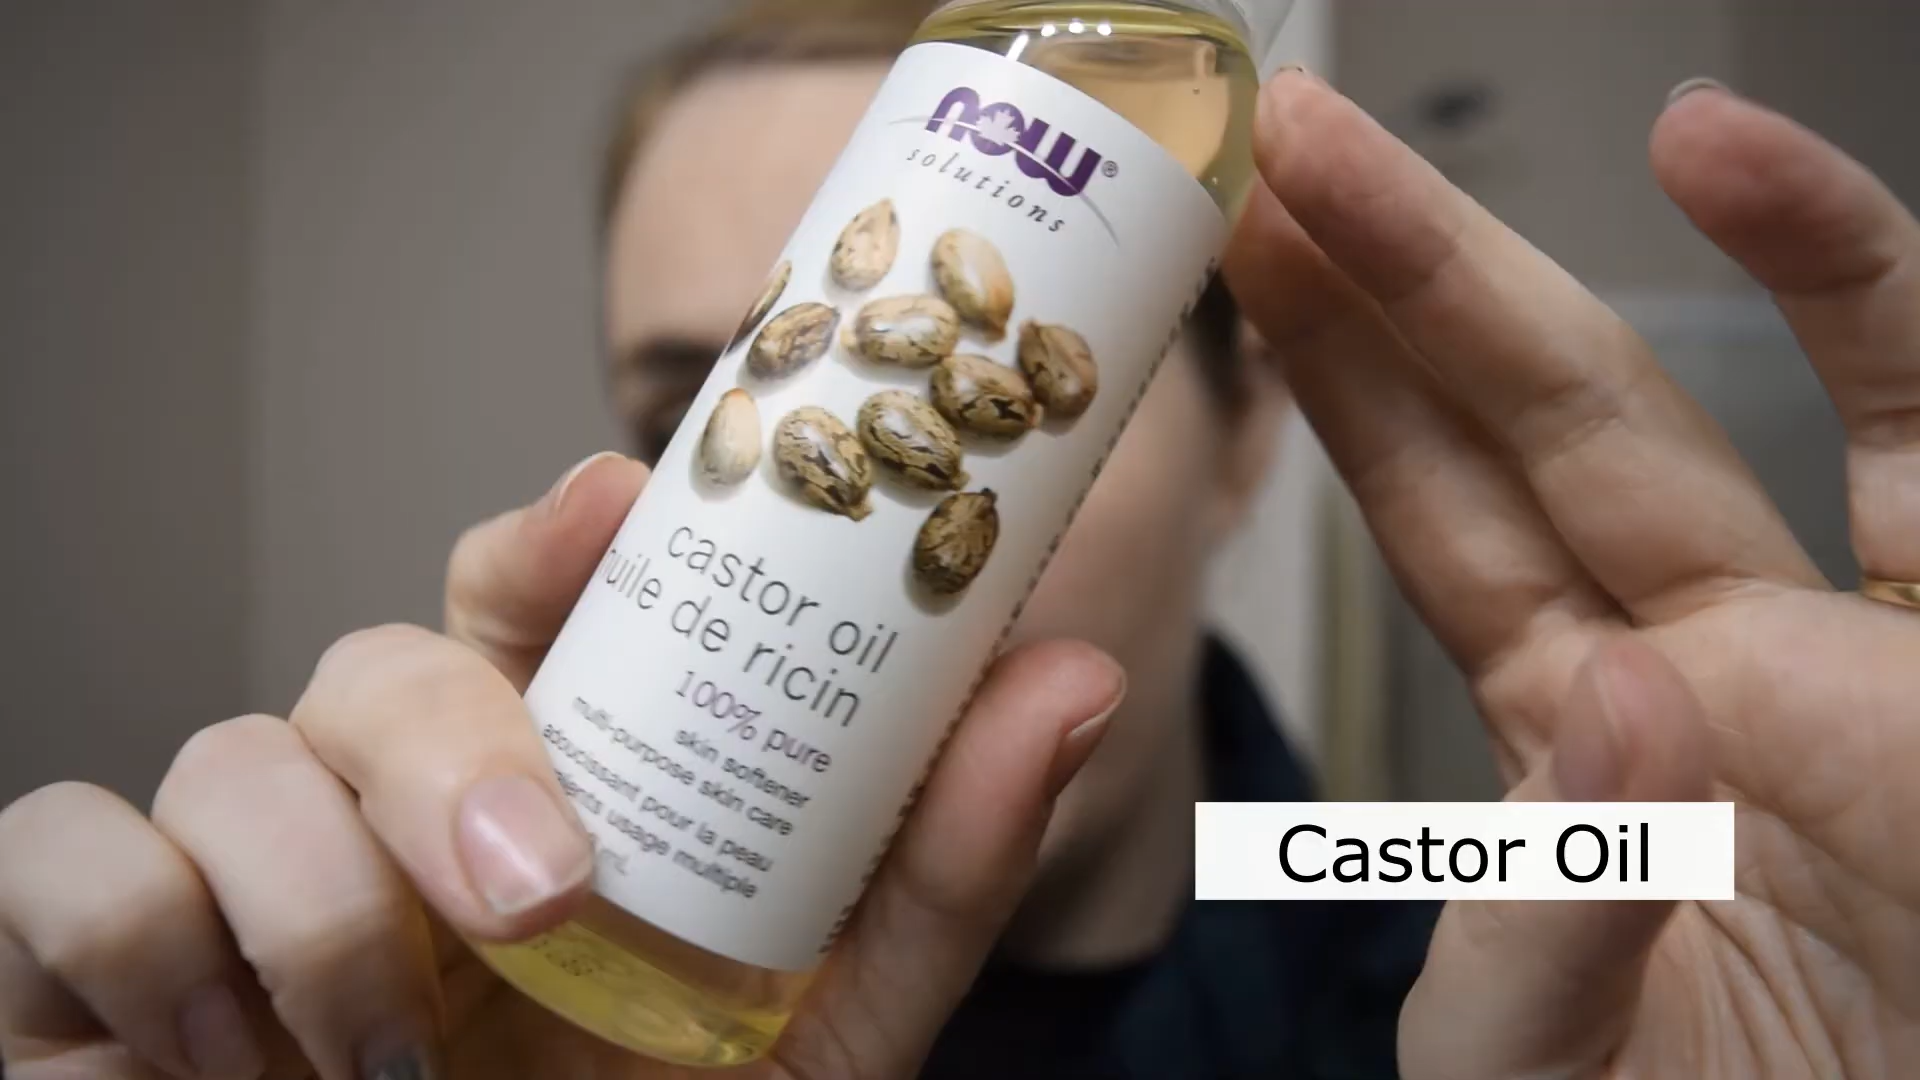 now®
solutions
castor oil
huile de ricin
100% pure
skin softener
multi-purpose skin care
adoucissant pour la peau
usage multiple
mL
Castor Oil